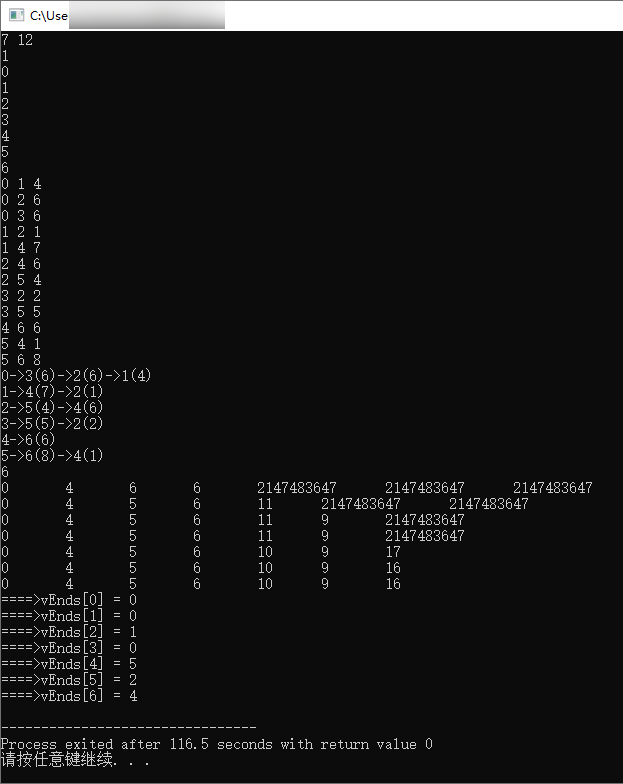 C:\Use
7 12
1
0
1
2
3
4
5
6
0 1 4
0 2 6
0 3 6
1 2 1
1 4 7
2 4 6
2 5 4
3 2 2
3 5 5
4 6 6
5 4 1
5 6 8
0->3(6)->2(6)->1(4)
1->4(7)->2(1)
2->5(4)->4(6)
3->5(5)->2(2)
4->6(6)
5->6(8)->4(1)
6
0 4 6 6 2147483647 2147483647 2147483647
0 4 5 6 11 2147483647 2147483647
0 4 5 6 11 9 2147483647
0 4 5 6 11 9 2147483647
0 4 5 6 10 9 17
0 4 5 6 10 9 16
0 4 5 6 10 9 16
====>vEnds[0] = 0
====>vEnds[1] = 0
====>vEnds[2] = 1
====>vEnds[3] = 0
====>vEnds[4] = 5
====>vEnds[5] = 2
====>vEnds[6] = 4
--------------------------------
Process exited after 116.5 seconds with return value 0
请按任意键继续. . .